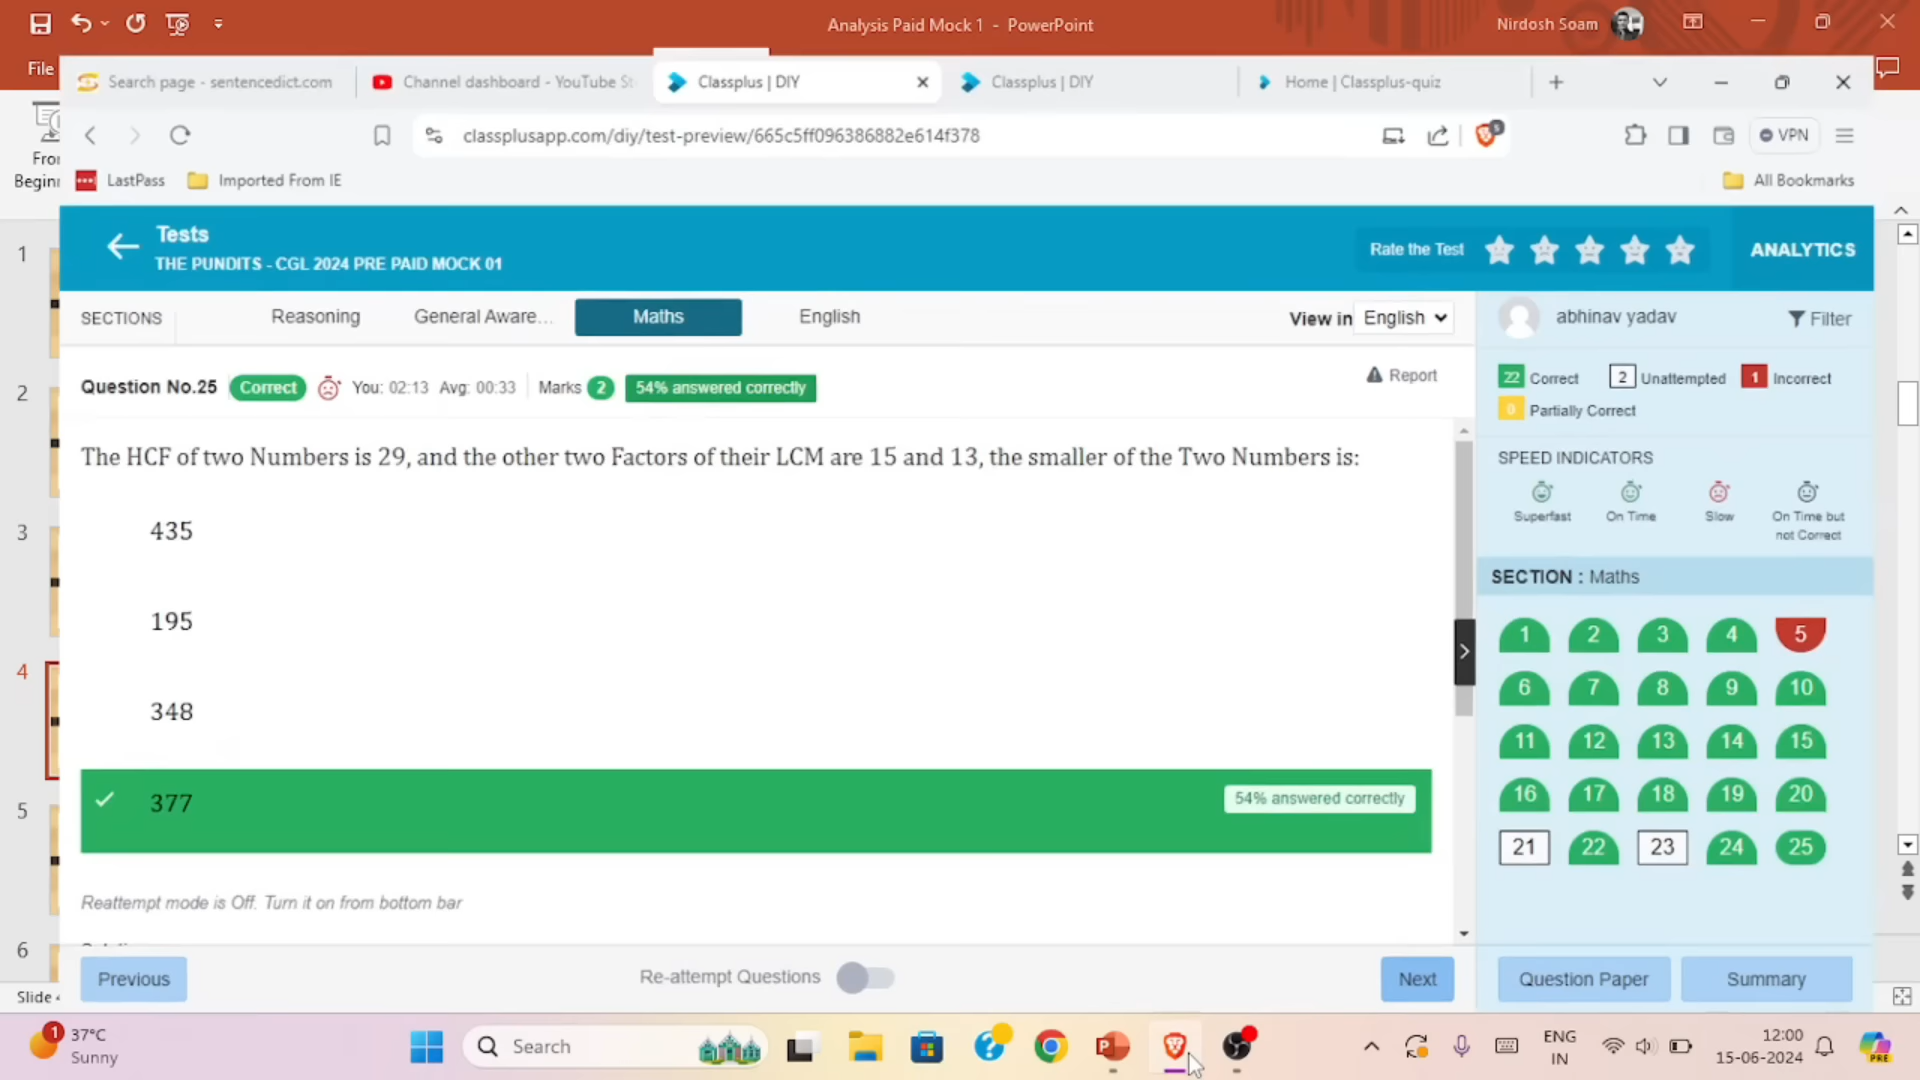 Analysis Paid Mock 1 - PowerPoint
Nirdosh Soam
File
Search page - sentencedict.com
Channel dashboard - YouTube St
Classplus | DIY
Classplus | DIY
Home | Classplus-quiz
classplusapp.com/diy/test-preview/665c5ff096386882e614f378
5
VPN
LastPass
Imported From IE
All Bookmarks
Tests
THE PUNDITS - CGL 2024 PRE PAID MOCK 01
Rate the Test
ANALYTICS
SECTIONS
Reasoning
General Aware...
Maths
English
View in English
abhinav yadav
Filter
Question No.25
Correct
You: 02:13 Avg: 00:33
Marks 2
54% answered correctly
Report
22 Correct
2 Unattempted
1 Incorrect
0 Partially Correct
The HCF of two Numbers is 29, and the other two Factors of their LCM are 15 and 13, the smaller of the Two Numbers is:
435
195
348
377
54% answered correctly
Reattempt mode is Off. Turn it on from bottom bar
SPEED INDICATORS
Superfast
On Time
Slow
On Time but
not Correct
SECTION : Maths
1 2 3 4 5
6 7 8 9 10
11 12 13 14 15
16 17 18 19 20
21 22 23 24 25
Previous
Re-attempt Questions
Next
Question Paper
Summary
1
2
3
4
5
6
Slide
1
37°C
Sunny
Search
ENG
IN
12:00
15-06-2024
PRE